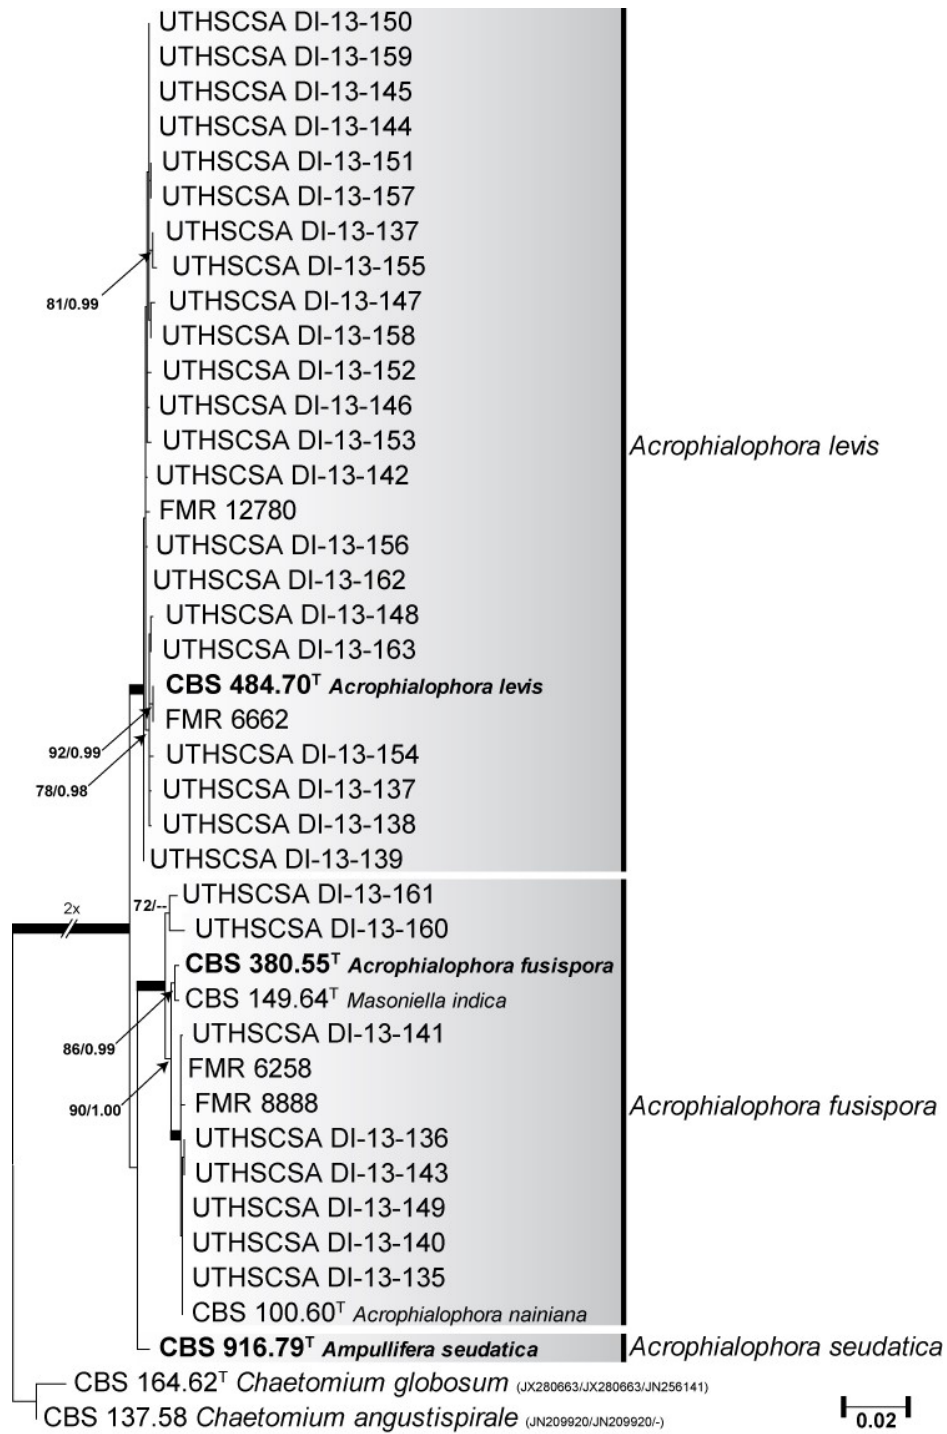 UTHSCSA DI-13-150
UTHSCSA DI-13-159
UTHSCSA DI-13-145
UTHSCSA DI-13-144
UTHSCSA DI-13-151
UTHSCSA DI-13-157
UTHSCSA DI-13-137
UTHSCSA DI-13-155
81/0.99
UTHSCSA DI-13-147
UTHSCSA DI-13-158
UTHSCSA DI-13-152
UTHSCSA DI-13-146
UTHSCSA DI-13-153
Acrophialophora levis
UTHSCSA DI-13-142
FMR 12780
UTHSCSA DI-13-156
UTHSCSA DI-13-162
UTHSCSA DI-13-148
UTHSCSA DI-13-163
CBS 484.70ᵀ Acrophialophora levis
FMR 6662
92/0.99
UTHSCSA DI-13-154
78/0.98
UTHSCSA DI-13-137
UTHSCSA DI-13-138
UTHSCSA DI-13-139
72/--
UTHSCSA DI-13-161
2x
UTHSCSA DI-13-160
CBS 380.55ᵀ Acrophialophora fusispora
CBS 149.64ᵀ Masoniella indica
UTHSCSA DI-13-141
86/0.99
FMR 6258
90/1.00
FMR 8888
Acrophialophora fusispora
UTHSCSA DI-13-136
UTHSCSA DI-13-143
UTHSCSA DI-13-149
UTHSCSA DI-13-140
UTHSCSA DI-13-135
CBS 100.60ᵀ Acrophialophora nainiana
CBS 916.79ᵀ Ampullifera seudatica
Acrophialophora seudatica
CBS 164.62ᵀ Chaetomium globosum (JX280663/JX280663/JN256141)
CBS 137.58 Chaetomium angustispirale (JN209920/JN209920/-)
0.02